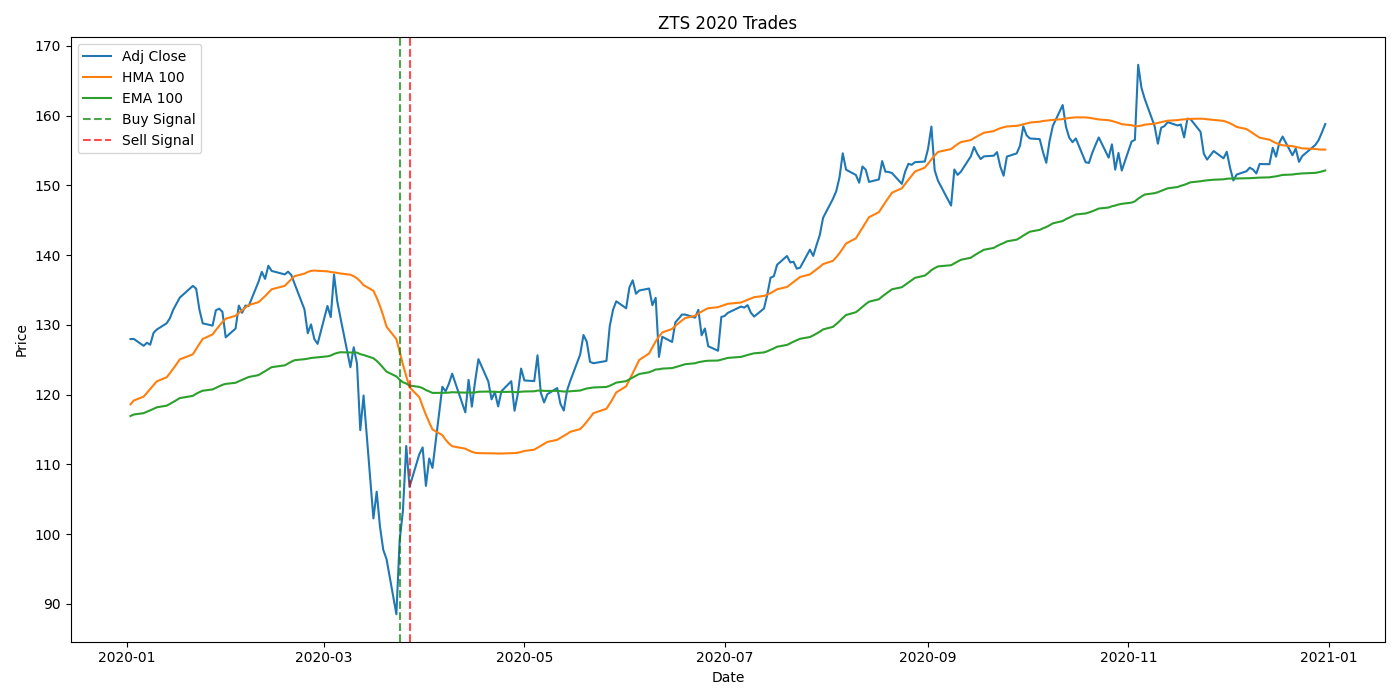 ZTS 2020 Trades
Adj Close
HMA 100
EMA 100
Buy Signal
Sell Signal
Price
170
160
150
140
130
120
110
100
90
2020-01
2020-03
2020-05
2020-07
2020-09
2020-11
2021-01
Date